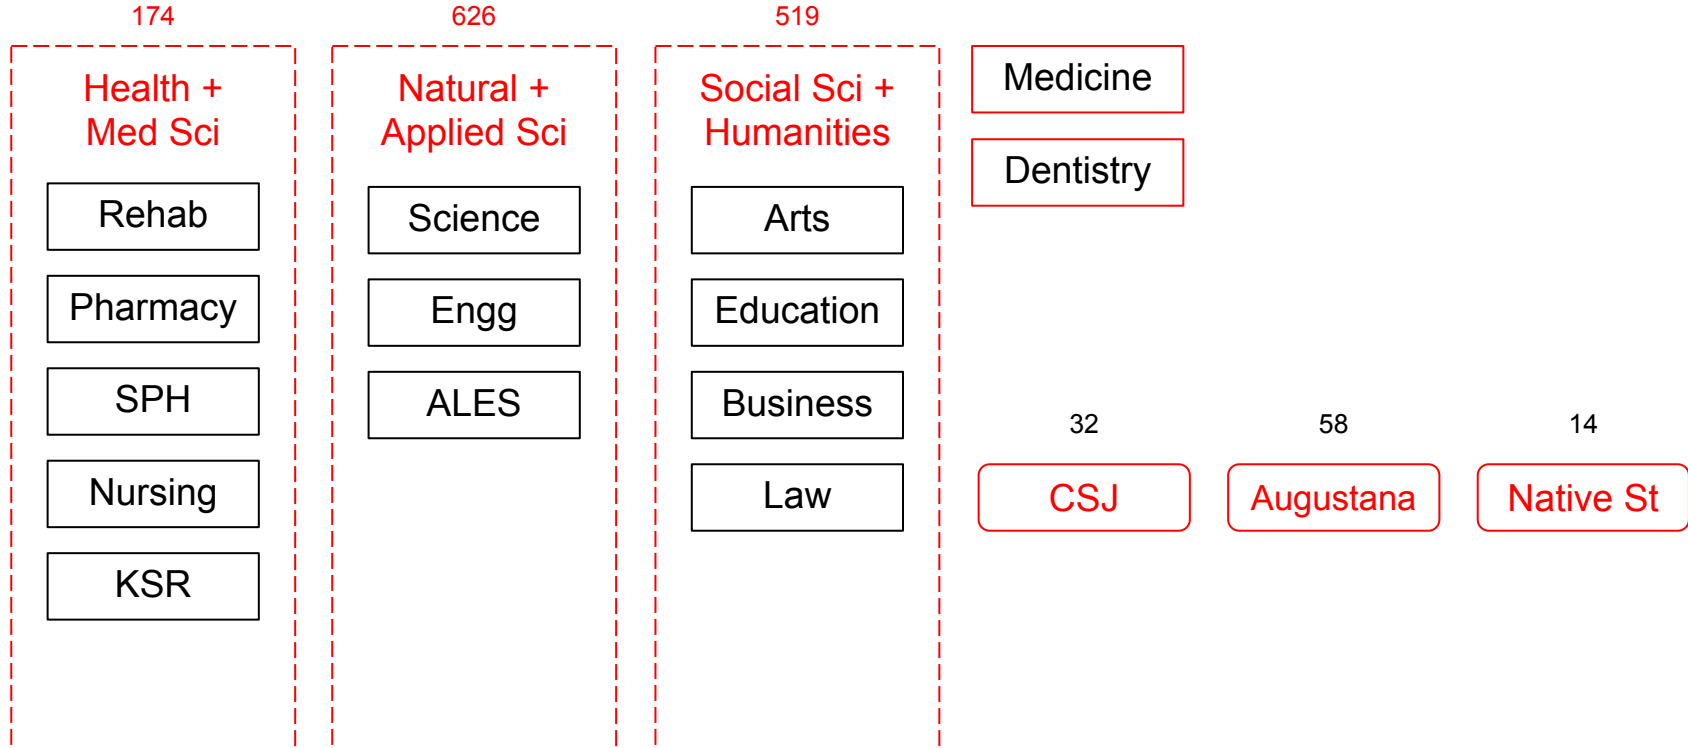 174
626
519
Health +
Med Sci
Rehab
Pharmacy
SPH
Nursing
KSR
Natural +
Applied Sci
Science
Engg
ALES
Social Sci +
Humanities
Arts
Education
Business
Law
Medicine
Dentistry
32
58
14
CSJ
Augustana
Native St